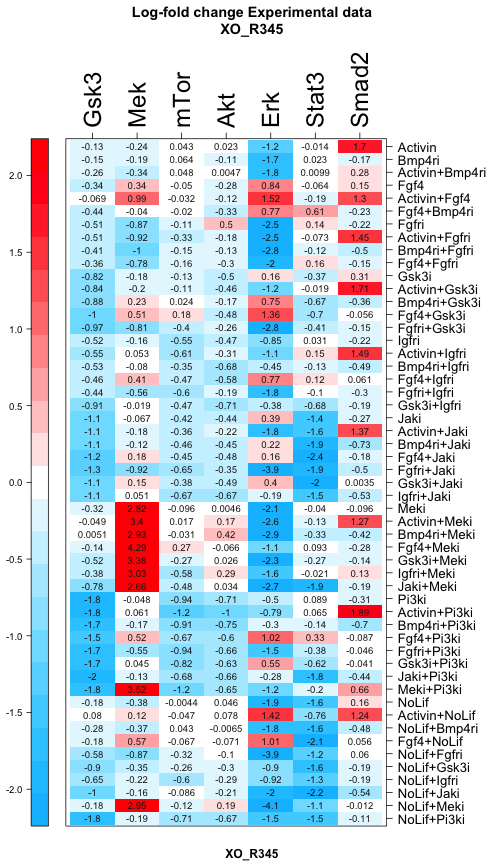 Log-fold change Experimental data
XO_R345
Gsk3 Mek mTor Akt Erk Stat3 Smad2
2.0
1.5
1.0
0.5
0.0
-0.5
-1.0
-1.5
-2.0
-0.13 -0.24 0.043 0.023 -1.2 -0.014 1.7 Activin
-0.15 -0.19 0.064 -0.11 -1.7 0.023 -0.17 Bmp4ri
-0.26 -0.34 0.048 0.0047 -1.8 0.0099 0.28 Activin+Bmp4ri
-0.34 0.34 -0.05 -0.28 0.84 -0.064 0.15 Fgf4
-0.069 0.99 -0.032 -0.12 1.52 -0.19 1.3 Activin+Fgf4
-0.44 -0.04 -0.02 -0.33 0.77 0.61 -0.23 Fgf4+Bmp4ri
-0.51 -0.87 -0.11 0.5 -2.5 0.14 -0.22 Fgfri
-0.51 -0.92 -0.33 -0.18 -2.5 -0.073 1.45 Activin+Fgfri
-0.41 -1 -0.15 -0.13 -2.8 -0.12 -0.5 Bmp4ri+Fgfri
-0.36 -0.78 -0.16 -0.3 -2 0.16 -0.15 Fgf4+Fgfri
-0.82 -0.18 -0.13 -0.5 0.16 -0.37 0.31 Gsk3i
-0.84 -0.2 -0.11 -0.46 -1.2 -0.019 1.71 Activin+Gsk3i
-0.88 0.23 0.024 -0.17 0.75 -0.67 -0.36 Bmp4ri+Gsk3i
-1 0.51 0.18 -0.48 1.36 -0.7 -0.056 Fgf4+Gsk3i
-0.97 -0.81 -0.4 -0.26 -2.8 -0.41 -0.15 Fgfri+Gsk3i
-0.52 -0.16 -0.55 -0.47 -0.85 0.031 -0.22 Igfri
-0.55 0.053 -0.61 -0.31 -1.1 0.15 1.49 Activin+Igfri
-0.53 -0.08 -0.35 -0.68 -0.45 -0.13 -0.49 Bmp4ri+Igfri
-0.46 0.41 -0.47 -0.58 0.77 0.12 0.061 Fgf4+Igfri
-0.44 -0.9 -0.6 -0.19 -1.8 -0.1 -0.3 Fgfri+Igfri
-0.91 -0.019 -0.47 -0.71 -0.38 -0.68 -0.19 Gsk3i+Igfri
-1.1 -0.067 -0.42 -0.44 0.39 -1.4 -0.27 Jaki
-1.1 -0.18 -0.36 -0.22 -1.8 -1.6 1.37 Activin+Jaki
-1.1 -0.12 -0.46 -0.45 0.22 -1.9 -0.73 Bmp4ri+Jaki
-1.2 0.18 -0.45 -0.48 0.16 -2.4 -0.18 Fgf4+Jaki
-1.3 -0.92 -0.65 -0.35 -3.9 -1.9 -0.5 Fgfri+Jaki
-1.1 0.15 -0.38 -0.49 0.4 -2 0.0035 Gsk3i+Jaki
-1.1 0.051 -0.67 -0.67 -0.19 -1.5 -0.53 Igfri+Jaki
-0.32 2.82 -0.096 0.0046 -2.1 -0.04 -0.096 Meki
-0.049 3.4 0.017 0.17 -2.6 -0.13 1.27 Activin+Meki
0.0051 2.93 -0.031 0.42 -2.9 -0.33 -0.42 Bmp4ri+Meki
-0.14 4.29 0.27 -0.066 -1.1 0.093 -0.28 Fgf4+Meki
-0.52 3.38 -0.27 0.026 -2.3 -0.27 -0.14 Gsk3i+Meki
-0.38 3.03 -0.58 0.29 -1.6 -0.021 0.13 Igfri+Meki
-0.78 2.66 -0.48 0.034 -2.7 -1.9 -0.19 Jaki+Meki
-1.8 -0.048 -0.94 -0.71 -0.5 0.089 -0.31 Pi3ki
-1.8 0.061 -1.2 -1 -0.79 0.065 1.89 Activin+Pi3ki
-1.7 -0.17 -0.91 -0.75 -0.3 -0.14 -0.7 Bmp4ri+Pi3ki
-1.5 0.52 -0.67 -0.6 1.02 0.33 -0.087 Fgf4+Pi3ki
-1.7 -0.55 -0.94 -0.66 -1.5 -0.38 -0.046 Fgfri+Pi3ki
-1.7 0.045 -0.82 -0.63 0.55 -0.62 -0.041 Gsk3i+Pi3ki
-2 -0.13 -0.68 -0.66 -0.28 -1.8 -0.44 Jaki+Pi3ki
-1.8 3.52 -1.2 -0.65 -1.2 -0.2 0.66 Meki+Pi3ki
-0.18 -0.38 -0.0044 0.046 -1.9 -1.6 0.16 NoLif
0.08 0.12 -0.047 0.078 1.42 -0.76 1.24 Activin+NoLif
-0.28 -0.37 0.043 -0.0065 -1.8 -1.6 -0.48 NoLif+Bmp4ri
-0.18 0.57 -0.067 -0.071 1.01 -2.1 0.056 Fgf4+NoLif
-0.58 -0.87 -0.32 -0.1 -3.9 -1.2 0.06 NoLif+Fgfri
-0.9 -0.35 -0.26 -0.3 -0.9 -1.6 -0.19 NoLif+Gsk3i
-0.65 -0.22 -0.6 -0.29 -0.92 -1.3 -0.19 NoLif+Igfri
-1 -0.16 -0.086 -0.21 -2 -2.2 -0.54 NoLif+Jaki
-0.18 2.95 -0.12 0.19 -4.1 -1.1 -0.012 NoLif+Meki
-1.8 -0.19 -0.71 -0.67 -1.5 -1.5 -0.11 NoLif+Pi3ki
XO_R345